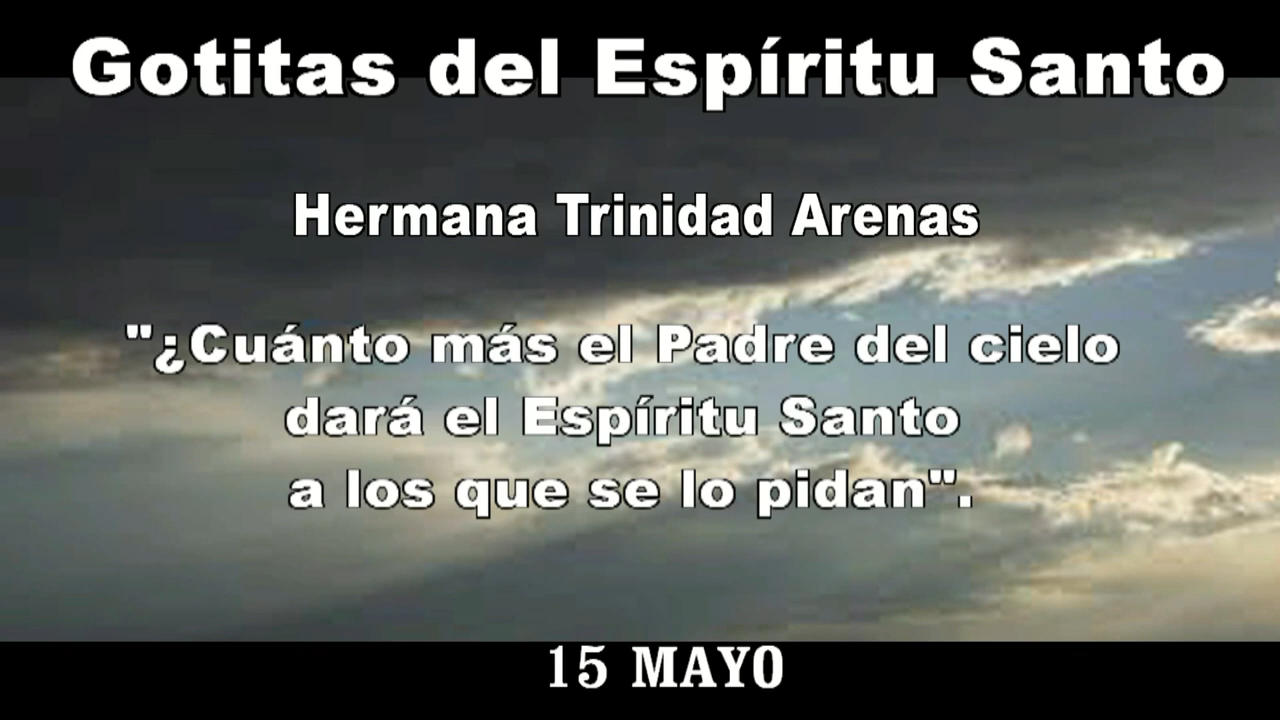 Gotitas del Espíritu Santo
Hermana Trinidad Arenas
"¿Cuánto más el Padre del cielo
dará el Espíritu Santo
a los que se lo pidan".
15 MAYO